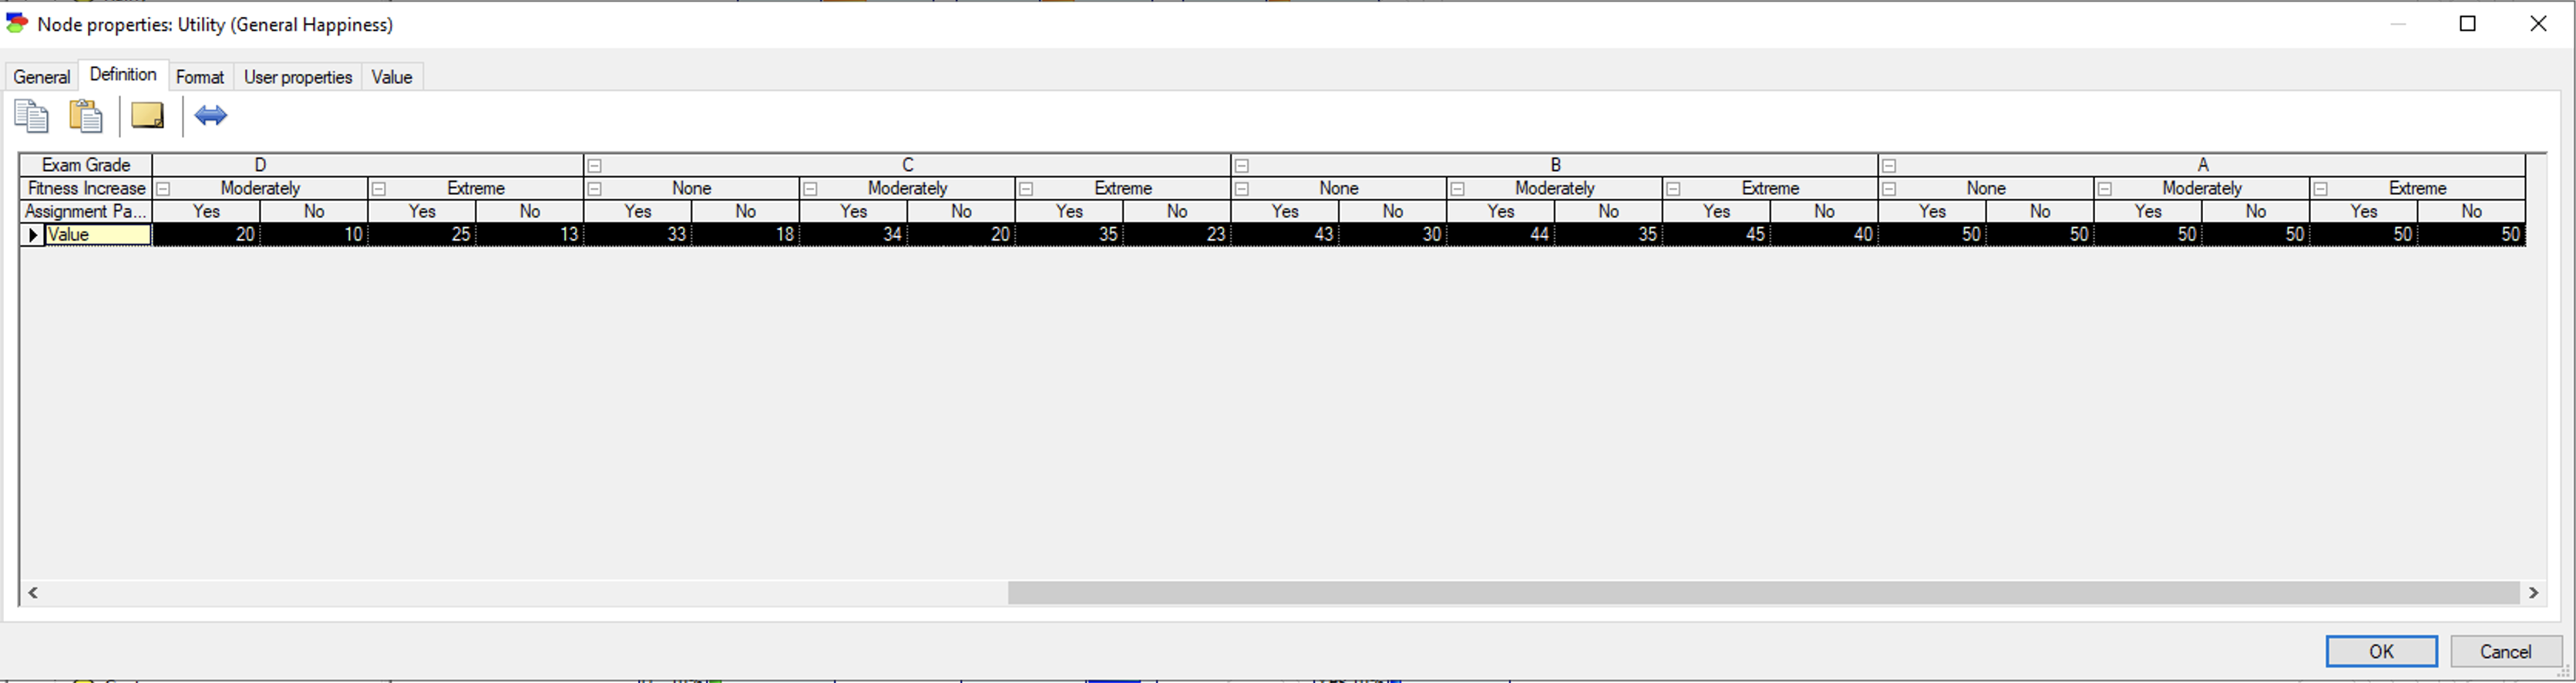 Node properties: Utility (General Happiness)
General Definition Format User properties Value
Exam Grade D C B A
Fitness Increase Moderately Extreme None Moderately Extreme None Moderately Extreme None Moderately Extreme
Assignment Pa... Yes No Yes No Yes No Yes No Yes No Yes No Yes No Yes No Yes No Yes No Yes No
Value 20 10 25 13 33 18 34 20 35 23 43 30 44 35 45 40 50 50 50 50 50 50
OK Cancel